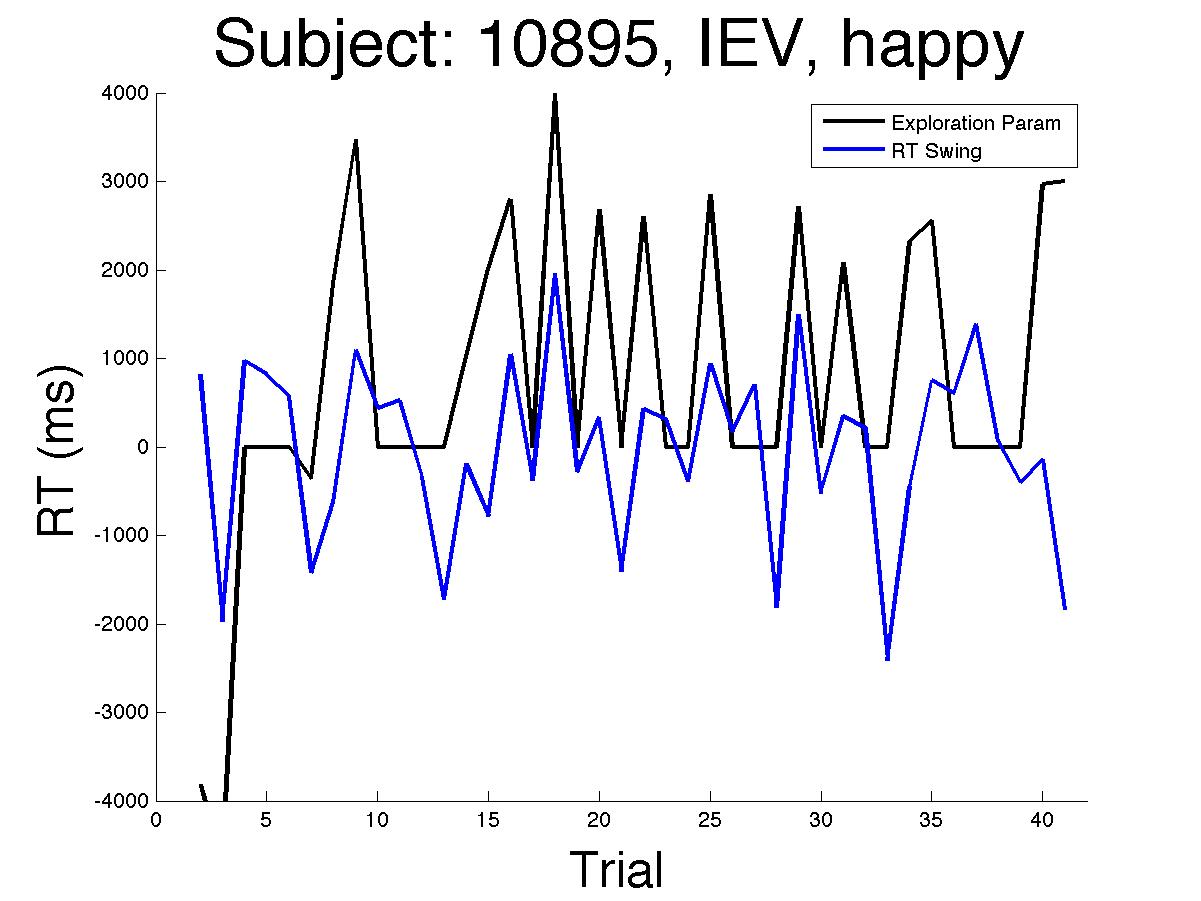 Subject: 10895, IEV, happy
Exploration Param
RT Swing
4000
3000
2000
1000
0
-1000
-2000
-3000
-4000
RT (ms)
0 5 10 15 20 25 30 35 40
Trial